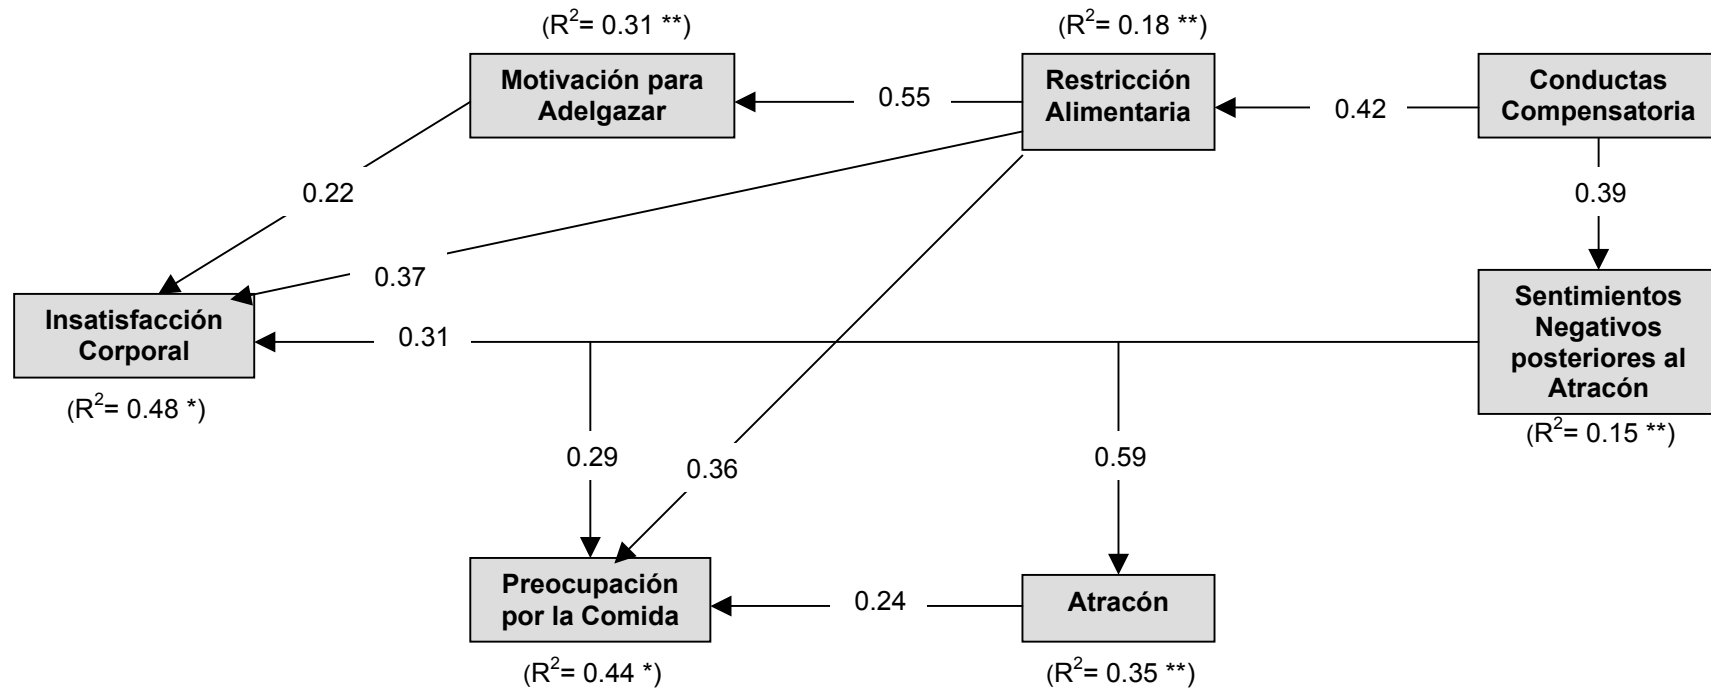 (R²= 0.31 **)
(R²= 0.18 **)
Motivación para
Adelgazar
0.55
Restricción
Alimentaria
0.42
Conductas
Compensatoria
0.22
0.39
0.37
Insatisfacción
Corporal
(R²= 0.48 *)
0.31
Sentimientos
Negativos
posteriores al
Atracón
(R²= 0.15 **)
0.29
0.36
0.59
Preocupación
por la Comida
(R²= 0.44 *)
0.24
Atracón
(R²= 0.35 **)